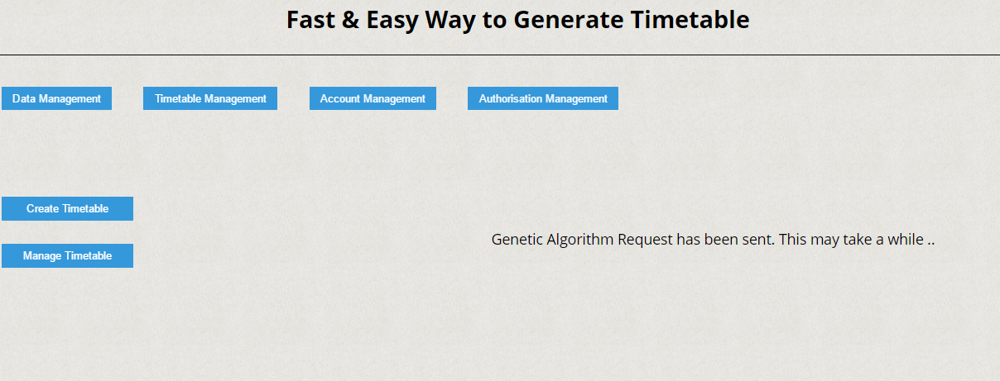 Fast & Easy Way to Generate Timetable
Data Management
Timetable Management
Account Management
Authorisation Management
Create Timetable
Genetic Algorithm Request has been sent. This may take a while ..
Manage Timetable